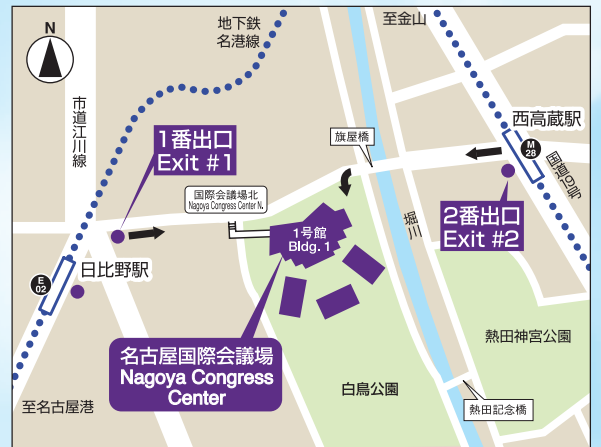 N
地下鉄
名港線
至金山
市道江川線
1番出口
Exit #1
旗屋橋
西高蔵駅
M
28
国道19号
国際会議場北
Nagoya Congress Center N.
1号館
Bldg. 1
堀川
2番出口
Exit #2
日比野駅
E
02
名古屋国際会議場
Nagoya Congress
Center
熱田神宮公園
白鳥公園
至名古屋港
熱田記念橋